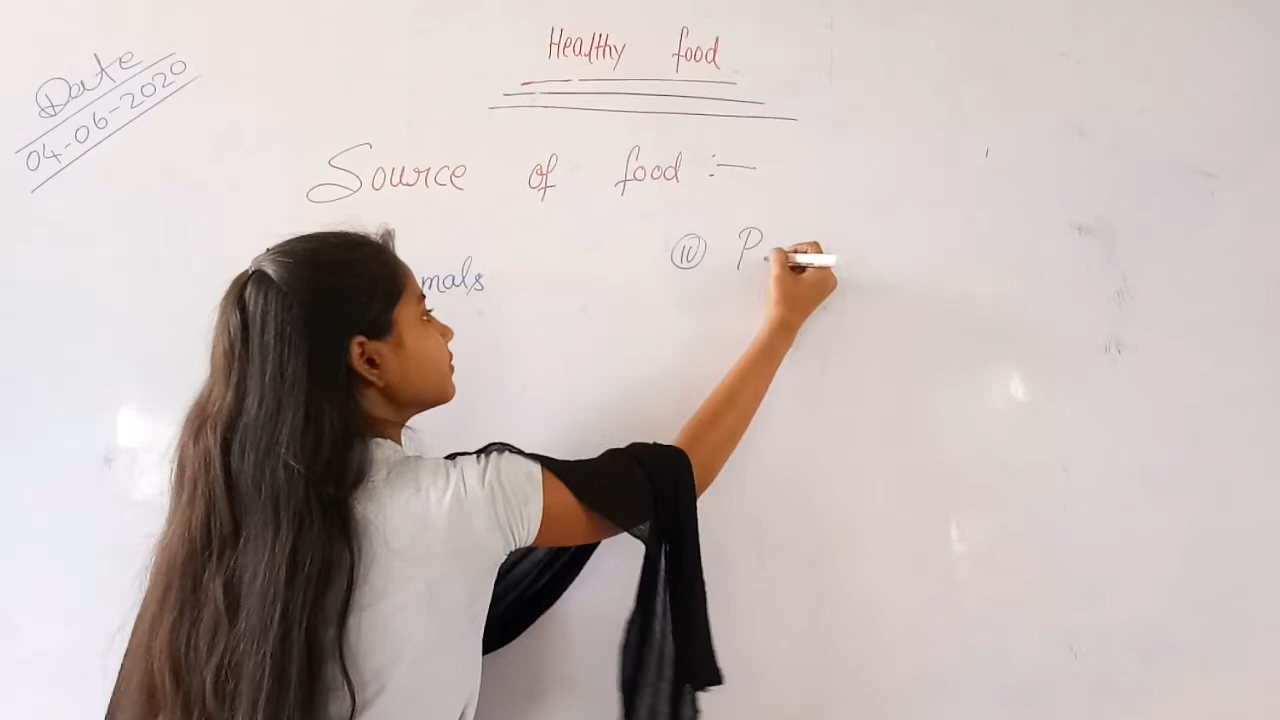 Healthy food
Date
04-06-2020
Source of food :—
mals
(ii) P